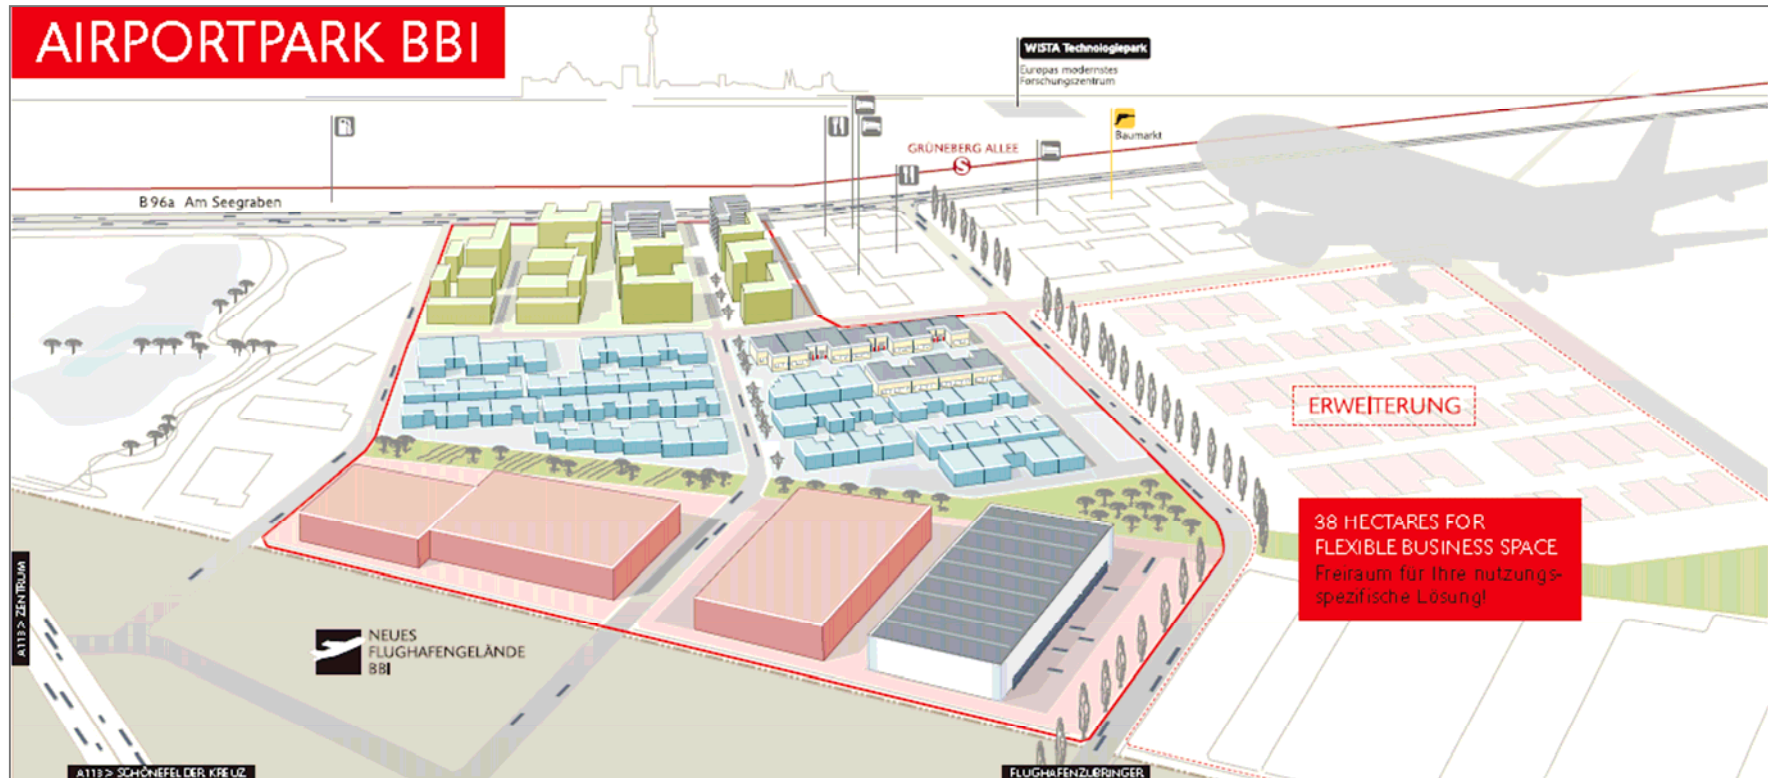 AIRPORTPARK BBI
WISTA Technologiepark
Europas modernstes
Forschungszentrum
Baumarkt
GRÜNEBERG ALLEE
S
B96a Am Seegraben
ERWEITERUNG
38 HECTARES FOR
FLEXIBLE BUSINESS SPACE
Freiraum für Ihre nutzungs-
spezifische Lösung!
A113 > ZENTRUM
NEUES
FLUGHAFENGELÄNDE
BBI
A113 > SCHÖNEFELDER KREUZ
FLUGHAFENZUBRINGER